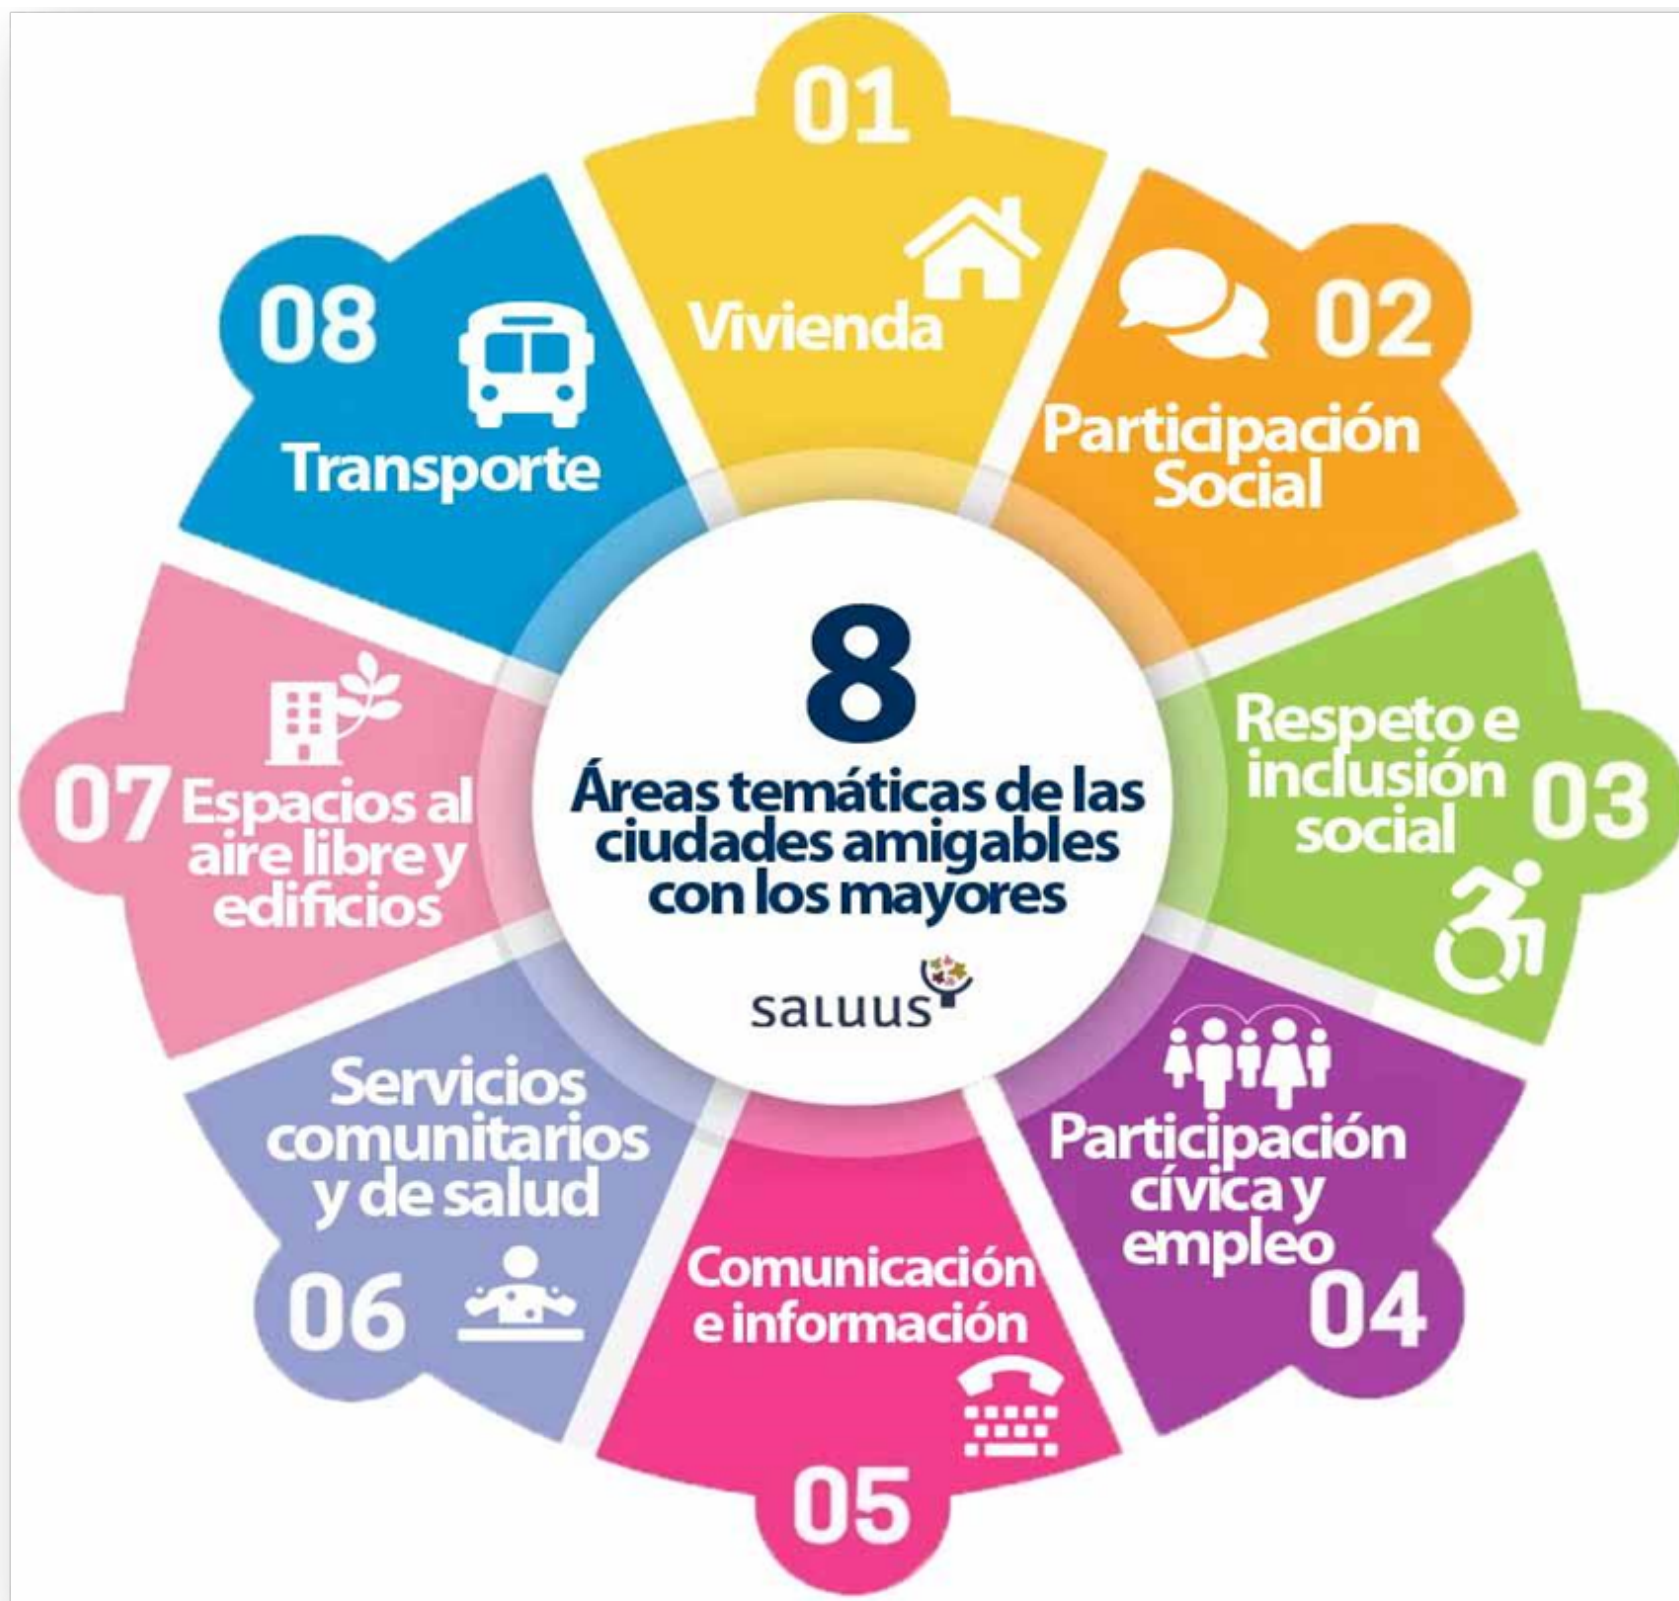 8
Áreas temáticas de las
ciudades amigables
con los mayores
saLuus
01
Vivienda
02
Participación
Social
03
Respeto e
inclusión
social
04
Participación
cívica y
empleo
05
Comunicación
e información
06
Servicios
comunitarios
y de salud
07
Espacios al
aire libre y
edificios
08
Transporte